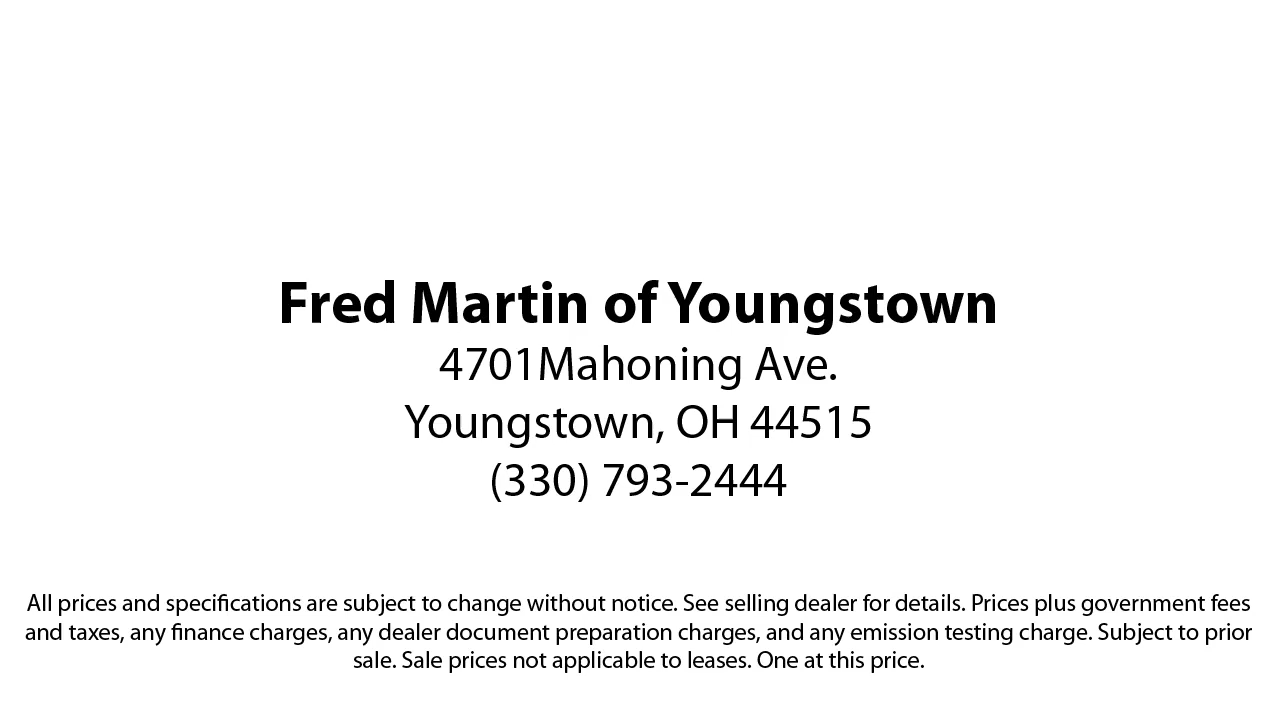 Fred Martin of Youngstown
4701Mahoning Ave.
Youngstown, OH 44515
(330) 793-2444
All prices and specifications are subject to change without notice. See selling dealer for details. Prices plus government fees
and taxes, any finance charges, any dealer document preparation charges, and any emission testing charge. Subject to prior
sale. Sale prices not applicable to leases. One at this price.